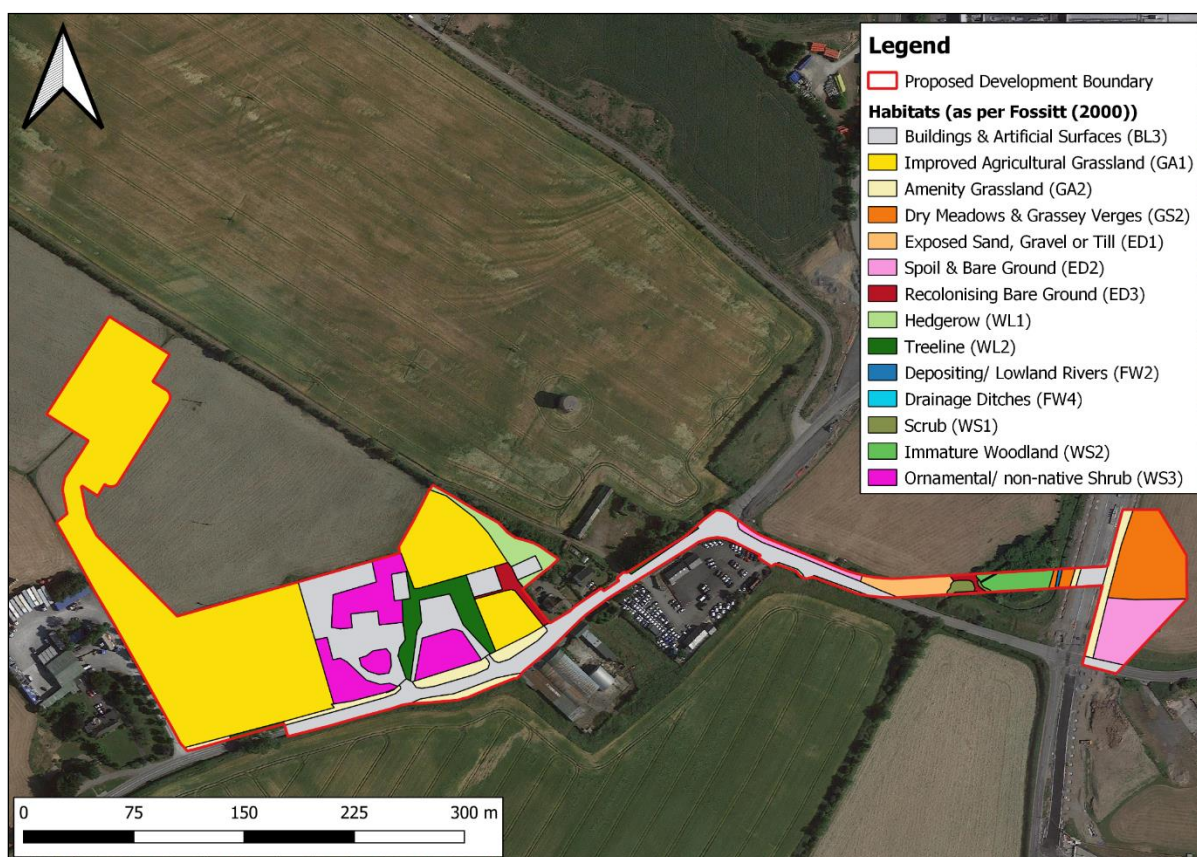 Legend
Proposed Development Boundary
Habitats (as per Fossitt (2000))
Buildings & Artificial Surfaces (BL3)
Improved Agricultural Grassland (GA1)
Amenity Grassland (GA2)
Dry Meadows & Grassey Verges (GS2)
Exposed Sand, Gravel or Till (ED1)
Spoil & Bare Ground (ED2)
Recolonising Bare Ground (ED3)
Hedgerow (WL1)
Treeline (WL2)
Depositing/ Lowland Rivers (FW2)
Drainage Ditches (FW4)
Scrub (WS1)
Immature Woodland (WS2)
Ornamental/ non-native Shrub (WS3)
0 75 150 225 300 m